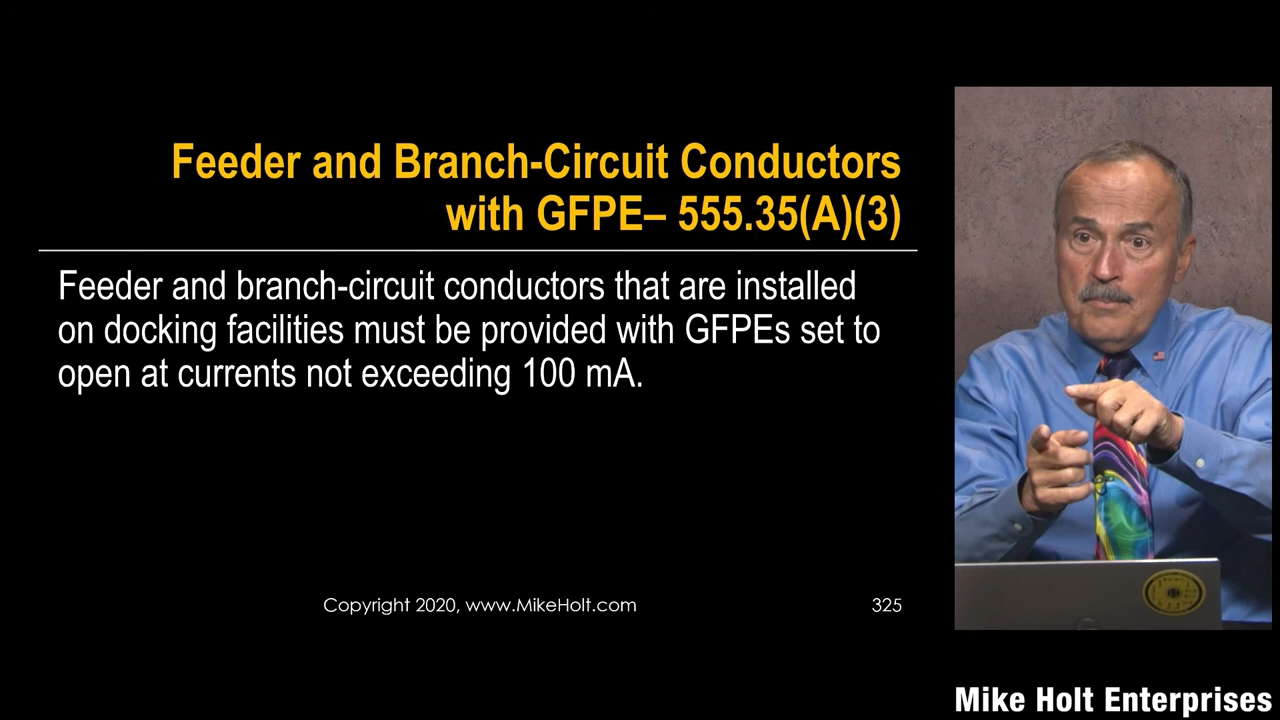 Feeder and Branch-Circuit Conductors
with GFPE– 555.35(A)(3)
Feeder and branch-circuit conductors that are installed
on docking facilities must be provided with GFPEs set to
open at currents not exceeding 100 mA.
Copyright 2020, www.MikeHolt.com
325
Mike Holt Enterprises